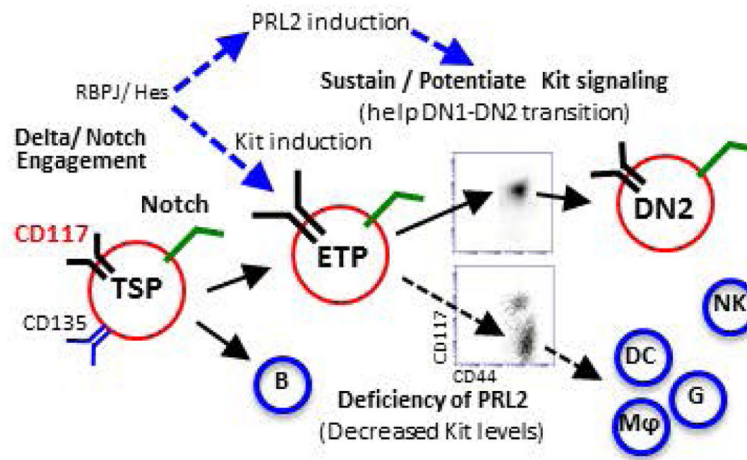 PRL2 induction
Sustain / Potentiate Kit signaling
(help DN1-DN2 transition)
RBPJ/ Hes
Kit induction
Delta/ Notch
Engagement
Notch
CD117
TSP
CD135
ETP
DN2
CD117
CD44
B
Deficiency of PRL2
(Decreased Kit levels)
NK
DC
G
Mφ